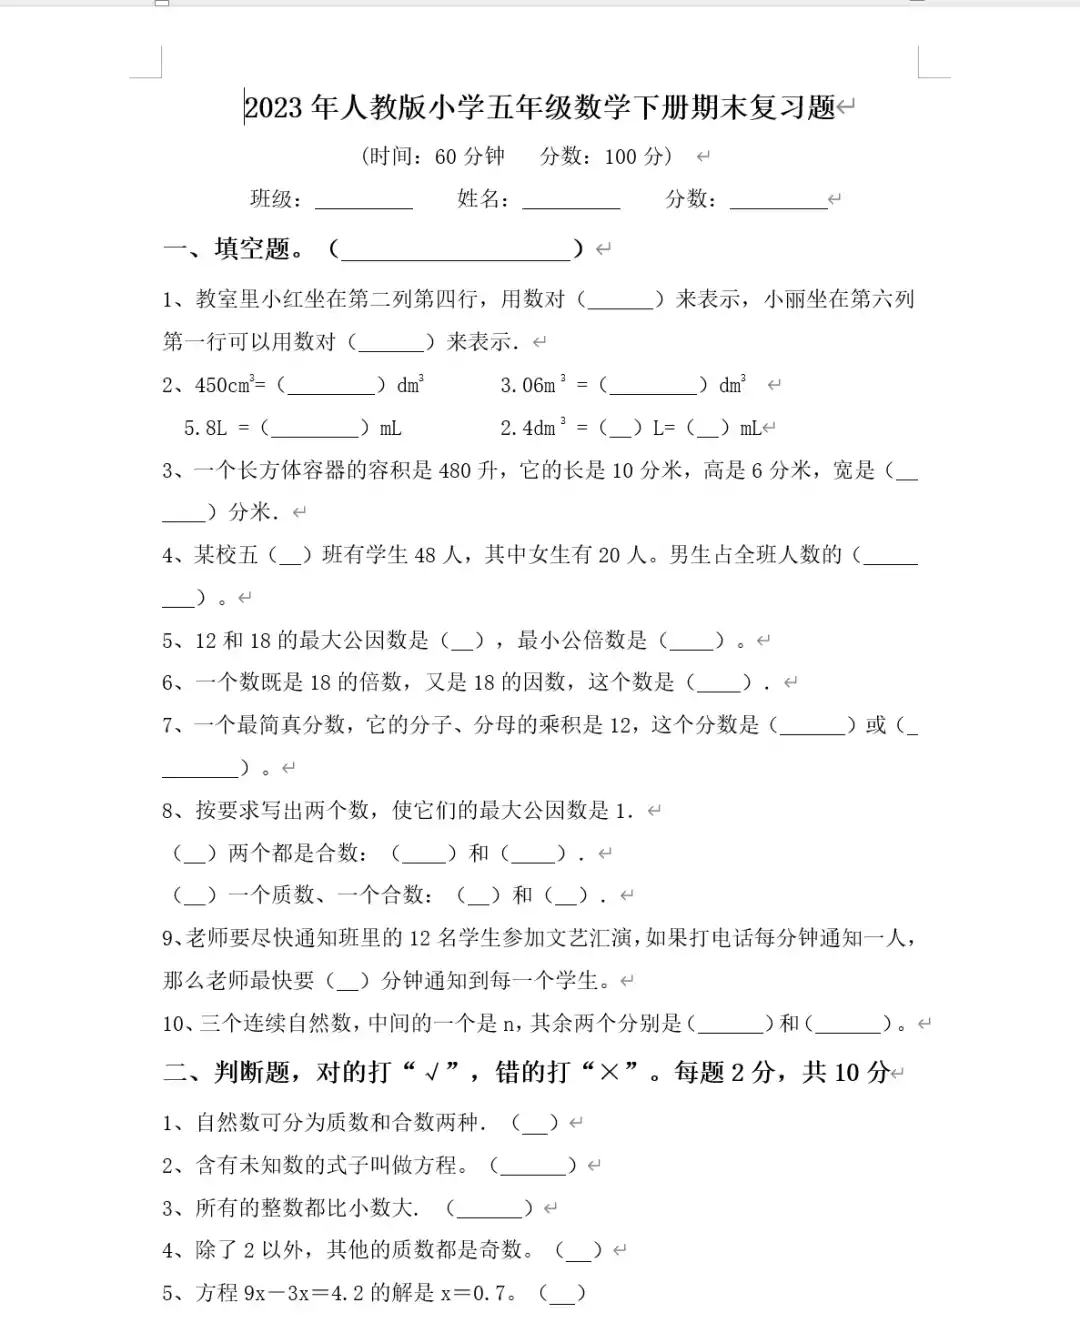 2023 年人教版小学五年级数学下册期末复习题
(时间：60 分钟 分数：100 分)
班级：_________ 姓名：_________ 分数：_________
一、填空题。（__________________）
1、教室里小红坐在第二列第四行，用数对（______）来表示，小丽坐在第六列
第一行可以用数对（______）来表示．
2、450cm³=（________）dm³ 3.06m³ =（________）dm³
5.8L =（________）mL 2.4dm³ =（__）L=（__）mL
3、一个长方体容器的容积是 480 升，它的长是 10 分米，高是 6 分米，宽是（__
____）分米．
4、某校五（__）班有学生 48 人，其中女生有 20 人。男生占全班人数的（_____
___）。
5、12 和 18 的最大公因数是（__），最小公倍数是（____）。
6、一个数既是 18 的倍数，又是 18 的因数，这个数是（____）．
7、一个最简真分数，它的分子、分母的乘积是 12，这个分数是（______）或（_
_______）。
8、按要求写出两个数，使它们的最大公因数是 1．
（__）两个都是合数：（____）和（____）．
（__）一个质数、一个合数：（__）和（__）．
9、老师要尽快通知班里的 12 名学生参加文艺汇演，如果打电话每分钟通知一人，
那么老师最快要（__）分钟通知到每一个学生。
10、三个连续自然数，中间的一个是 n，其余两个分别是（______）和（______）。
二、判断题，对的打“√”，错的打“×”。每题 2 分，共 10 分
1、自然数可分为质数和合数两种．（__）
2、含有未知数的式子叫做方程。（______）
3、所有的整数都比小数大. （______）
4、除了 2 以外，其他的质数都是奇数。（__）
5、方程 9x－3x＝4.2 的解是 x＝0.7。（__）